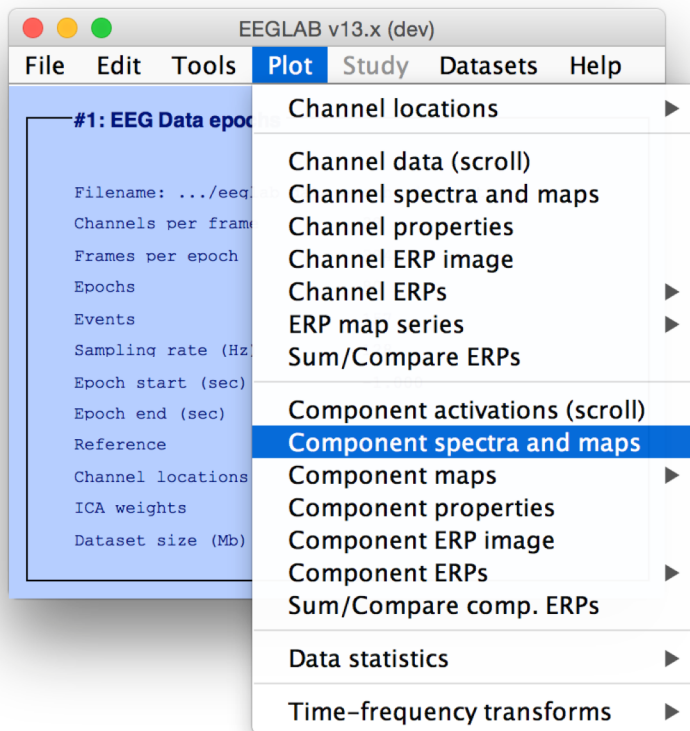 EEGLAB v13.x (dev)
File Edit Tools Plot Study Datasets Help
#1: EEG Data epochs
Filename: .../eeglab
Channels per frame
Frames per epoch
Epochs
Events
Sampling rate (Hz)
Epoch start (sec)
Epoch end (sec)
Reference
Channel locations
ICA weights
Dataset size (Mb)
Channel locations
Channel data (scroll)
Channel spectra and maps
Channel properties
Channel ERP image
Channel ERPs
ERP map series
Sum/Compare ERPs
Component activations (scroll)
Component spectra and maps
Component maps
Component properties
Component ERP image
Component ERPs
Sum/Compare comp. ERPs
Data statistics
Time-frequency transforms